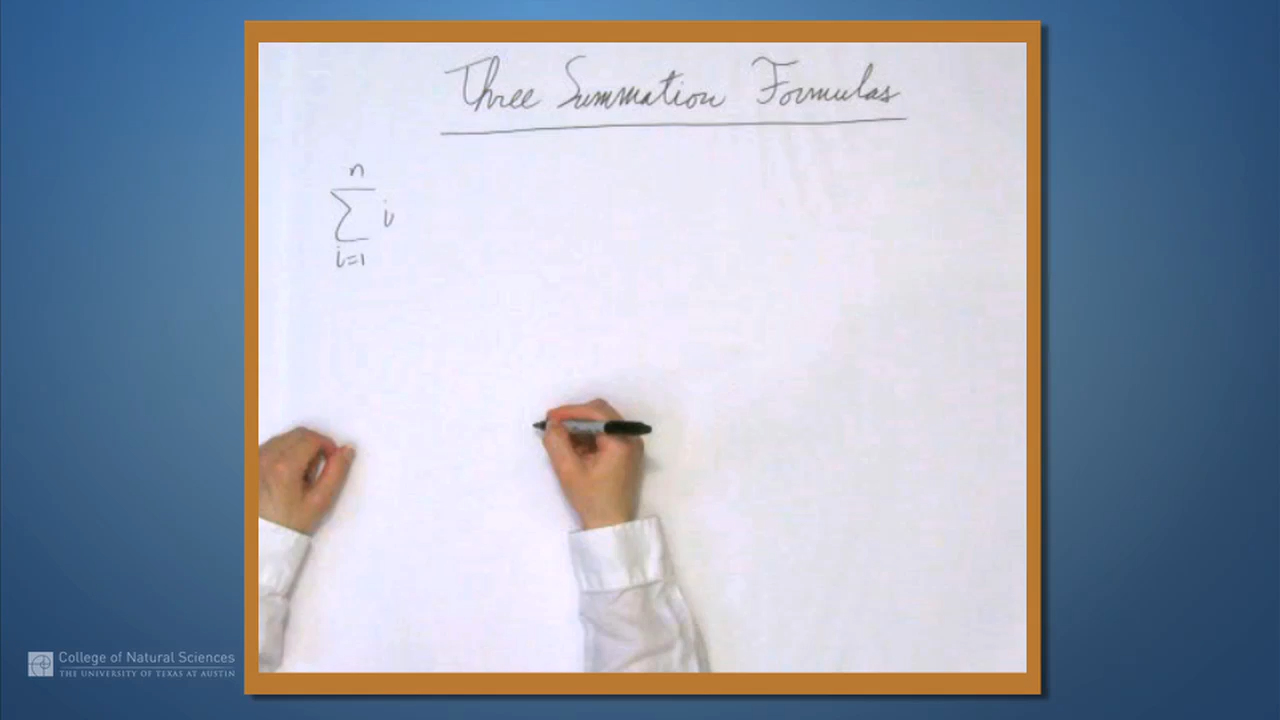 Three Summation Formulas
n
∑ i
i=1
College of Natural Sciences
THE UNIVERSITY OF TEXAS AT AUSTIN